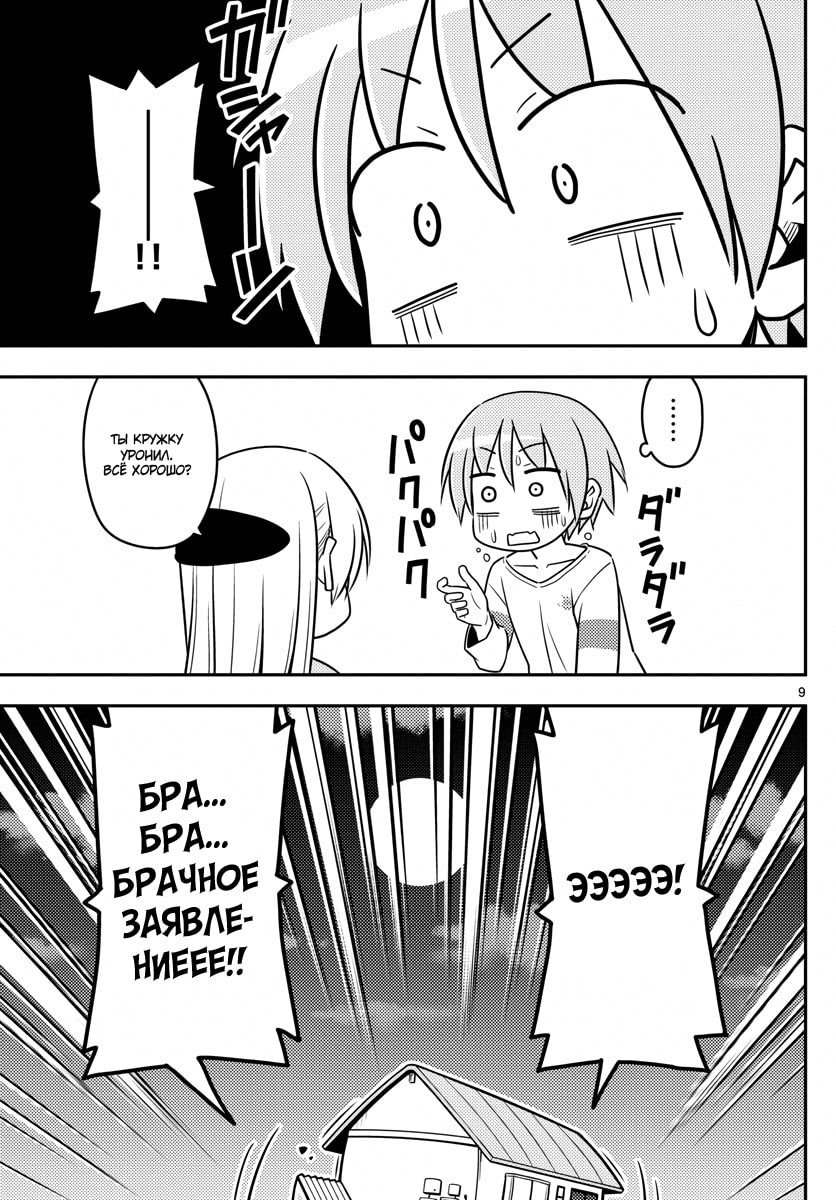 ガシャーン
!!
......
ダラダラ
パクパク
ТЫ КРУЖКУ
УРОНИЛ.
ВСЁ ХОРОШО?
9
ЭЭЭЭЭ!
БРА...
БРА...
БРАЧНОЕ
ЗАЯВЛЕ-
НИЕЕЕ!!